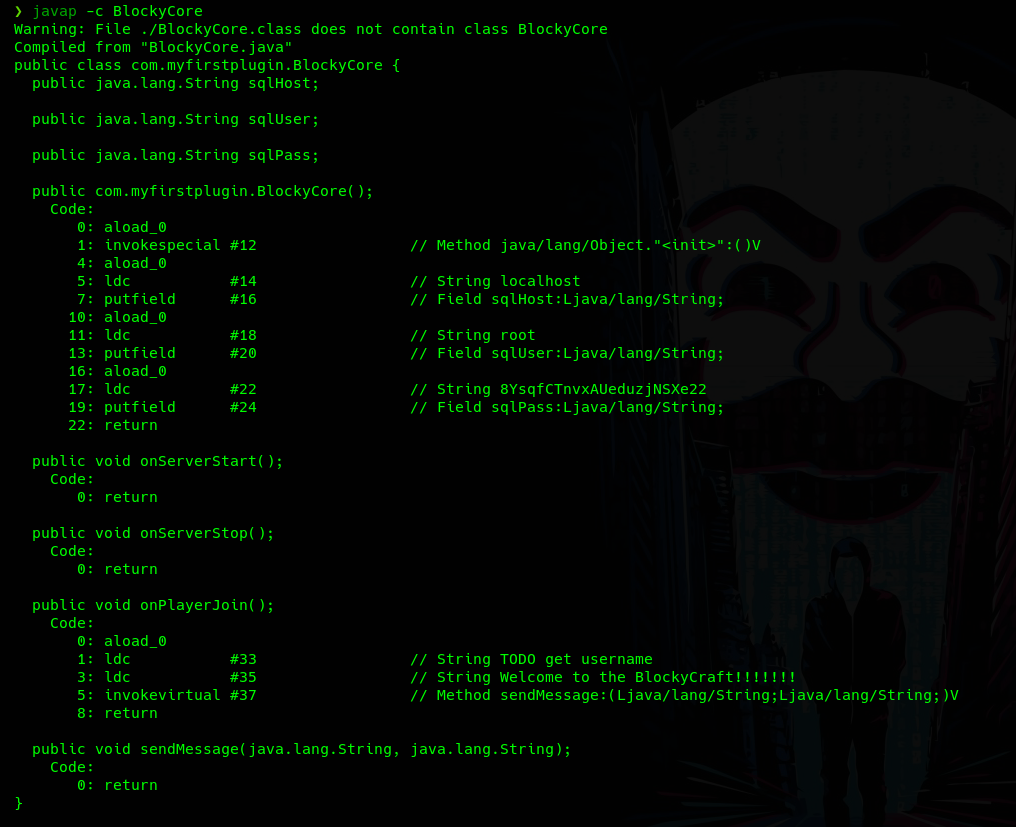 ❯ javap -c BlockyCore
Warning: File ./BlockyCore.class does not contain class BlockyCore
Compiled from "BlockyCore.java"
public class com.myfirstplugin.BlockyCore {
  public java.lang.String sqlHost;

  public java.lang.String sqlUser;

  public java.lang.String sqlPass;

  public com.myfirstplugin.BlockyCore();
    Code:
       0: aload_0
       1: invokespecial #12                 // Method java/lang/Object."<init>":()V
       4: aload_0
       5: ldc           #14                 // String localhost
       7: putfield      #16                 // Field sqlHost:Ljava/lang/String;
      10: aload_0
      11: ldc           #18                 // String root
      13: putfield      #20                 // Field sqlUser:Ljava/lang/String;
      16: aload_0
      17: ldc           #22                 // String 8YsqfCTnvxAUeduzjNSXe22
      19: putfield      #24                 // Field sqlPass:Ljava/lang/String;
      22: return

  public void onServerStart();
    Code:
       0: return

  public void onServerStop();
    Code:
       0: return

  public void onPlayerJoin();
    Code:
       0: aload_0
       1: ldc           #33                 // String TODO get username
       3: ldc           #35                 // String Welcome to the BlockyCraft!!!!!!!
       5: invokevirtual #37                 // Method sendMessage:(Ljava/lang/String;Ljava/lang/String;)V
       8: return

  public void sendMessage(java.lang.String, java.lang.String);
    Code:
       0: return
}